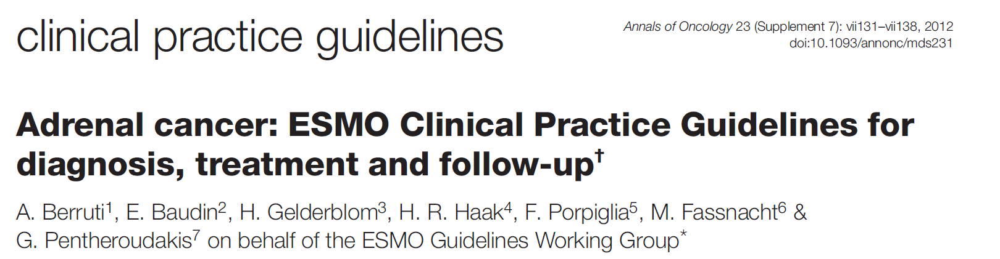 clinical practice guidelines
Annals of Oncology 23 (Supplement 7): vii131–vii138, 2012
doi:10.1093/annonc/mds231
Adrenal cancer: ESMO Clinical Practice Guidelines for
diagnosis, treatment and follow-up†
A. Berruti1, E. Baudin2, H. Gelderblom3, H. R. Haak4, F. Porpiglia5, M. Fassnacht6 &
G. Pentheroudakis7 on behalf of the ESMO Guidelines Working Group*